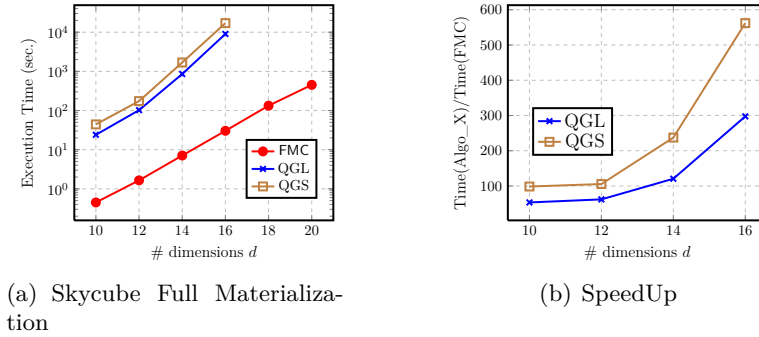 10^4
10^3
10^2
10^1
10^0
Execution Time (sec.)
FMC
QGL
QGS
10 12 14 16 18 20
# dimensions d
(a) Skycube Full Materializa-
tion
600
500
400
300
200
100
Time(Algo_X)/Time(FMC)
QGL
QGS
10 12 14 16
# dimensions d
(b) SpeedUp